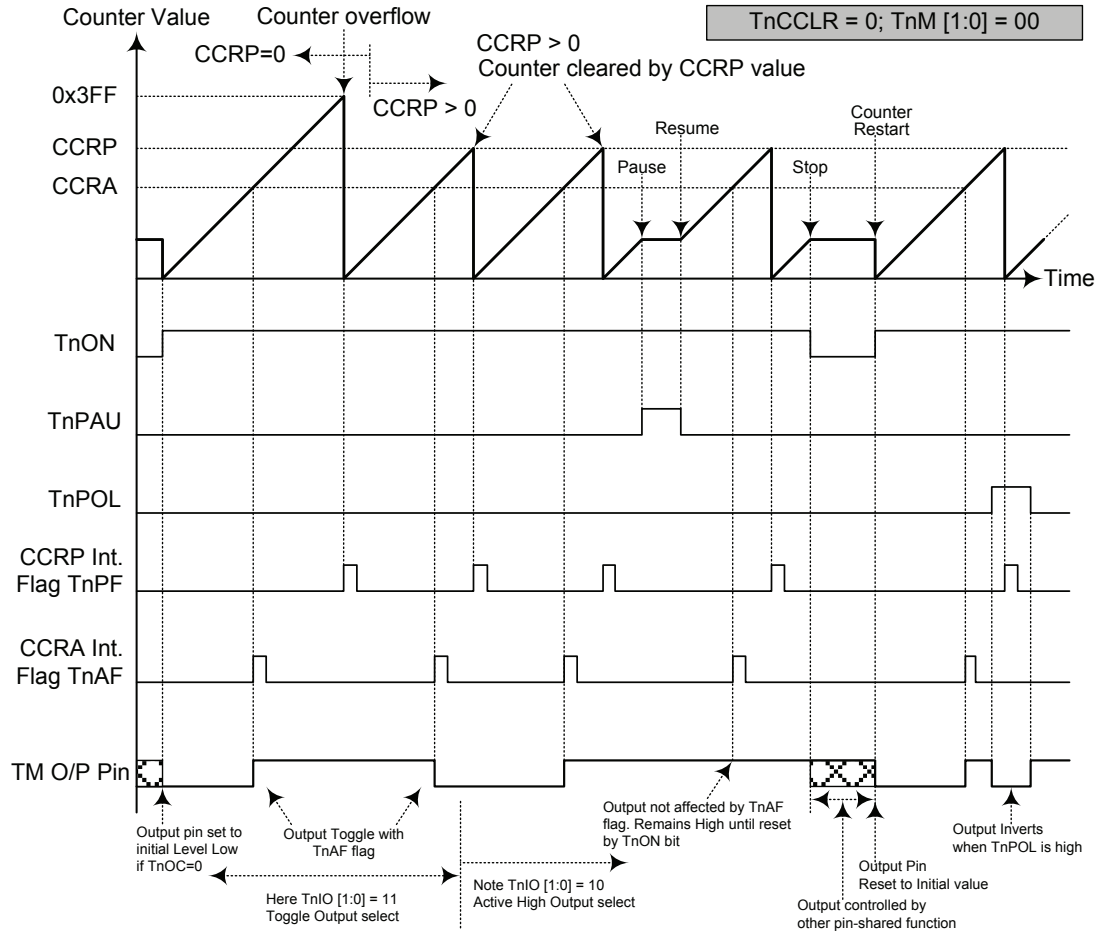 Counter Value
Counter overflow
TnCCLR = 0; TnM [1:0] = 00
CCRP=0
CCRP > 0
CCRP > 0
Counter cleared by CCRP value
0x3FF
CCRP
CCRA
Pause
Resume
Stop
Counter
Restart
Time
TnON
TnPAU
TnPOL
CCRP Int.
Flag TnPF
CCRA Int.
Flag TnAF
TM O/P Pin
Output pin set to
initial Level Low
if TnOC=0
Output Toggle with
TnAF flag
Here TnIO [1:0] = 11
Toggle Output select
Note TnIO [1:0] = 10
Active High Output select
Output not affected by TnAF
flag. Remains High until reset
by TnON bit
Output controlled by
other pin-shared function
Output Pin
Reset to Initial value
Output Inverts
when TnPOL is high